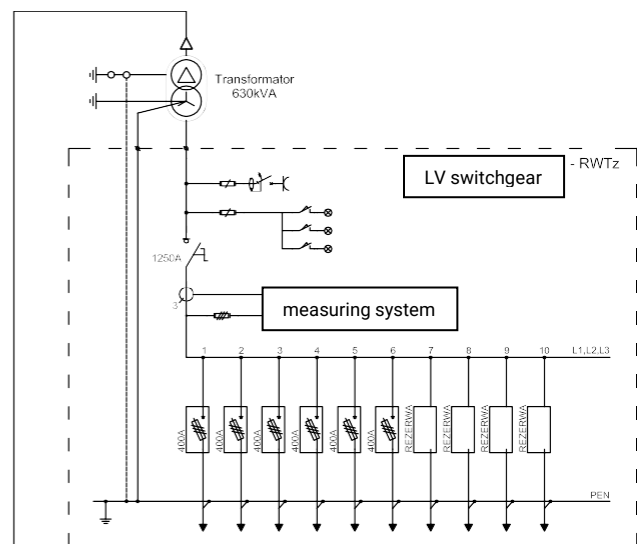 Transformator
630kVA
LV switchgear
- RWTz
1250A
3
measuring system
1
2
3
4
5
6
7
8
9
10
L1,L2,L3
400A
400A
400A
400A
400A
400A
REZERWA
REZERWA
REZERWA
REZERWA
PEN